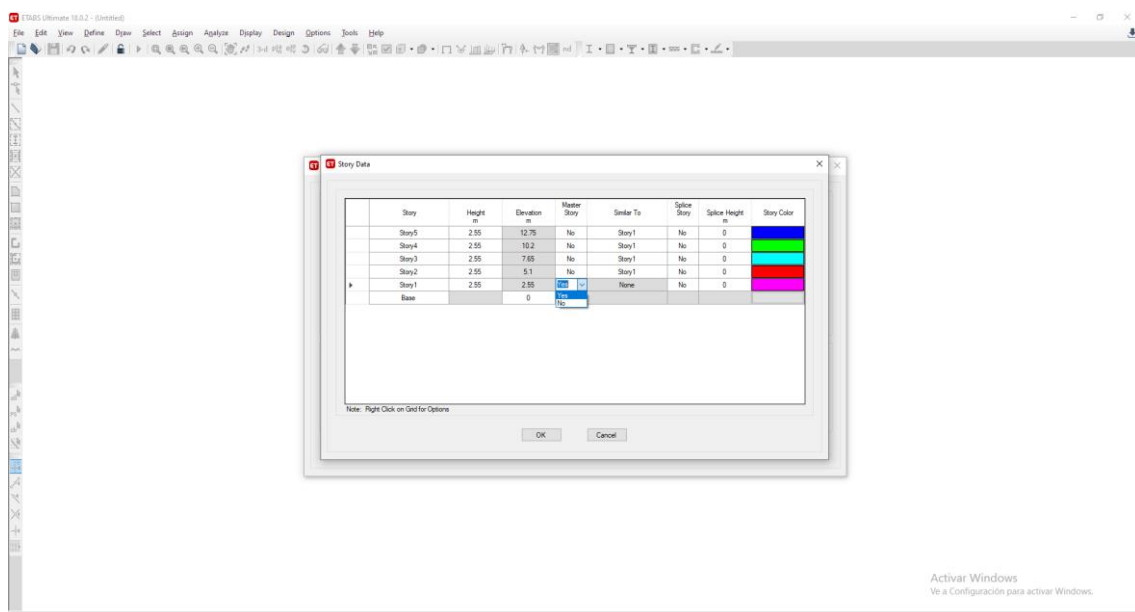 ET ETABS Ultimate 18.0.2 - (Untitled)
File Edit View Define Draw Select Assign Analyze Display Design Options Tools Help
ET
ET Story Data
Story Height m Elevation m Master Story Similar To Splice Story Splice Height m Story Color
Story5 2.55 12.75 No Story1 No 0
Story4 2.55 10.2 No Story1 No 0
Story3 2.55 7.65 No Story1 No 0
Story2 2.55 5.1 No Story1 No 0
Story1 2.55 2.55 Yes None No 0
Base 0 Yes
No
Note: Right Click on Grid for Options
OK Cancel
Activar Windows
Ve a Configuración para activar Windows.